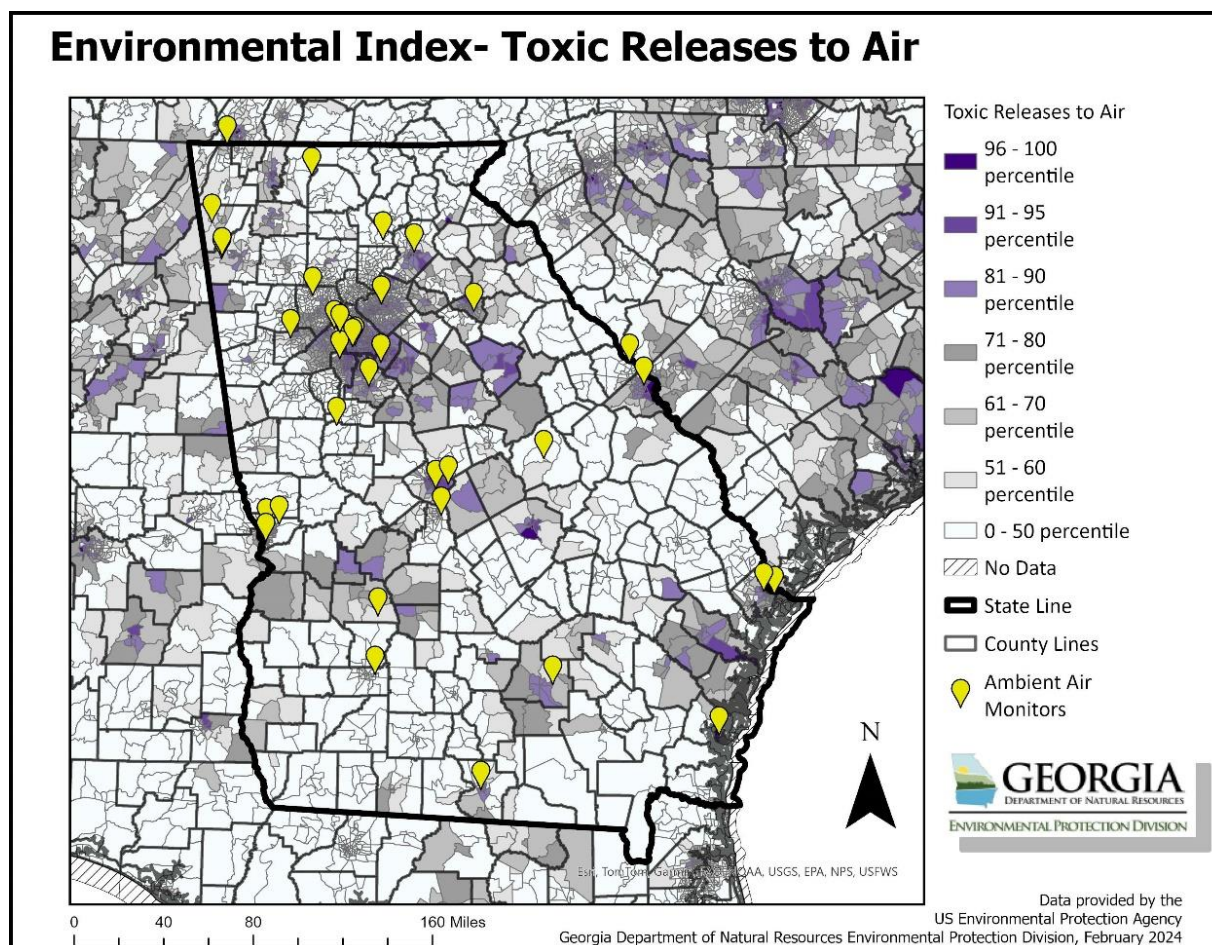 Environmental Index- Toxic Releases to Air
Toxic Releases to Air
96 - 100
percentile
91 - 95
percentile
81 - 90
percentile
71 - 80
percentile
61 - 70
percentile
51 - 60
percentile
0 - 50 percentile
No Data
State Line
County Lines
Ambient Air
Monitors
N
GEORGIA
DEPARTMENT OF NATURAL RESOURCES
ENVIRONMENTAL PROTECTION DIVISION
Esri, TomTom, USGS, EPA, NPS, USFWS
0 40 80 160 Miles
Data provided by the
US Environmental Protection Agency
Georgia Department of Natural Resources Environmental Protection Division, February 2024